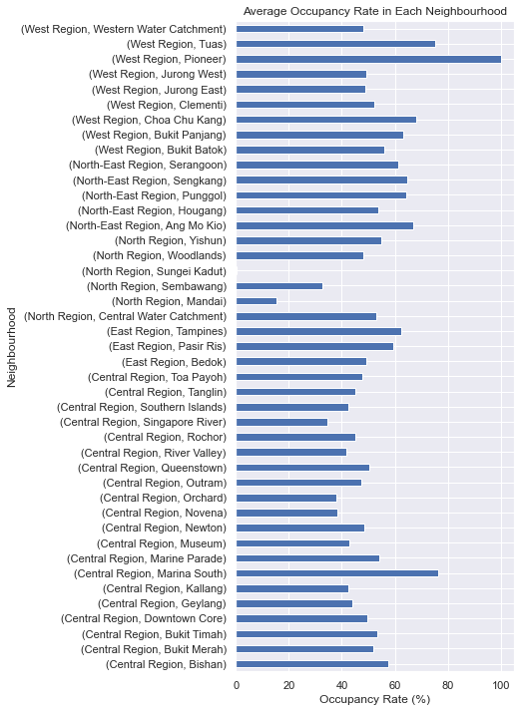 Average Occupancy Rate in Each Neighbourhood
(West Region, Western Water Catchment)
(West Region, Tuas)
(West Region, Pioneer)
(West Region, Jurong West)
(West Region, Jurong East)
(West Region, Clementi)
(West Region, Choa Chu Kang)
(West Region, Bukit Panjang)
(West Region, Bukit Batok)
(North-East Region, Serangoon)
(North-East Region, Sengkang)
(North-East Region, Punggol)
(North-East Region, Hougang)
(North-East Region, Ang Mo Kio)
(North Region, Yishun)
(North Region, Woodlands)
(North Region, Sungei Kadut)
(North Region, Sembawang)
(North Region, Mandai)
(North Region, Central Water Catchment)
(East Region, Tampines)
(East Region, Pasir Ris)
(East Region, Bedok)
(Central Region, Toa Payoh)
(Central Region, Tanglin)
(Central Region, Southern Islands)
(Central Region, Singapore River)
(Central Region, Rochor)
(Central Region, River Valley)
(Central Region, Queenstown)
(Central Region, Outram)
(Central Region, Orchard)
(Central Region, Novena)
(Central Region, Newton)
(Central Region, Museum)
(Central Region, Marine Parade)
(Central Region, Marina South)
(Central Region, Kallang)
(Central Region, Geylang)
(Central Region, Downtown Core)
(Central Region, Bukit Timah)
(Central Region, Bukit Merah)
(Central Region, Bishan)
Neighbourhood
0 20 40 60 80 100
Occupancy Rate (%)